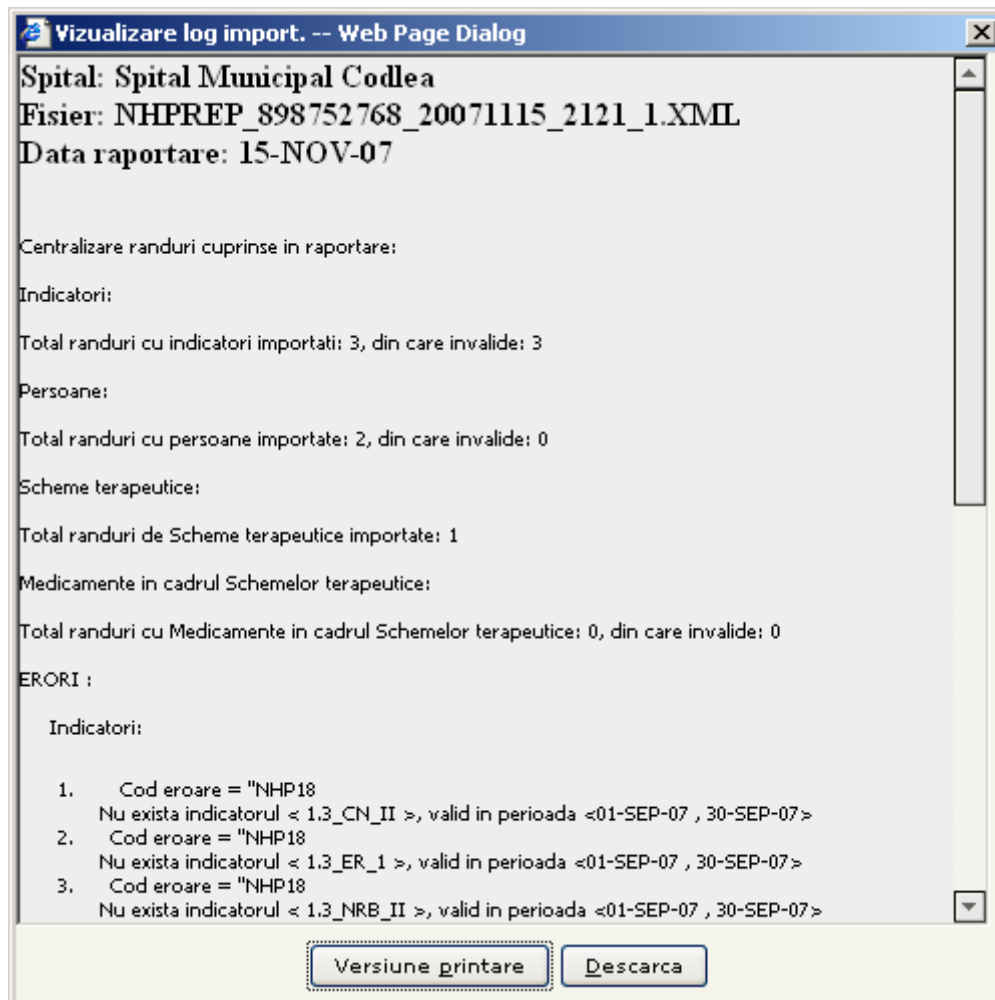 Vizualizare log import. -- Web Page Dialog
Spital: Spital Municipal Codlea
Fisier: NHPREP_898752768_20071115_2121_1.XML
Data raportare: 15-NOV-07
Centralizare randuri cuprinse in raportare:
Indicatori:
Total randuri cu indicatori importati: 3, din care invalide: 3
Persoane:
Total randuri cu persoane importate: 2, din care invalide: 0
Scheme terapeutice:
Total randuri de Scheme terapeutice importate: 1
Medicamente in cadrul Schemelor terapeutice:
Total randuri cu Medicamente in cadrul Schemelor terapeutice: 0, din care invalide: 0
ERORI :
Indicatori:
1. Cod eroare = "NHP18
Nu exista indicatorul < 1.3_CN_II >, valid in perioada <01-SEP-07 , 30-SEP-07>
2. Cod eroare = "NHP18
Nu exista indicatorul < 1.3_ER_1 >, valid in perioada <01-SEP-07 , 30-SEP-07>
3. Cod eroare = "NHP18
Nu exista indicatorul < 1.3_NRB_II >, valid in perioada <01-SEP-07 , 30-SEP-07>
Versiune printare
Descarca